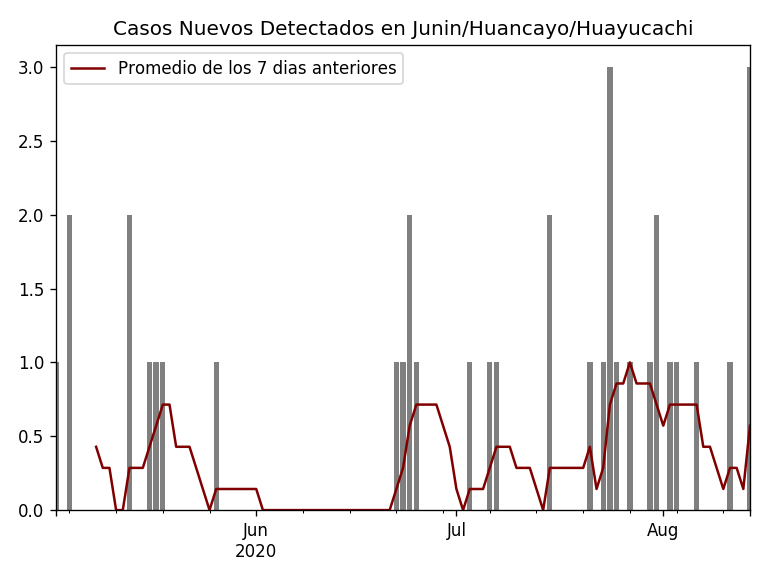 Casos Nuevos Detectados en Junin/Huancayo/Huayucachi
Promedio de los 7 dias anteriores
3.0
2.5
2.0
1.5
1.0
0.5
0.0
Jun
2020
Jul
Aug